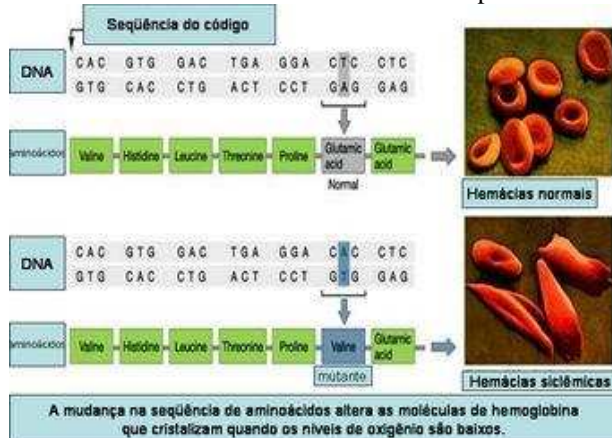 Seqüência do código
DNA
CAC GTG GAC TGA GGA CTC CTC
GTG CAC CTG ACT CCT GAG GAG
aminoácidos
Valine Histidine Leucine Threonine Proline Glutamic acid Glutamic acid
Normal
Hemácias normais
DNA
CAC GTG GAC TGA GGA CAC CTC
GTG CAC CTG ACT CCT GTG GAG
aminoácidos
Valine Histidine Leucine Threonine Proline Valine Glutamic acid
mutante
Hemácias siclêmicas
A mudança na seqüência de aminoácidos altera as moléculas de hemoglobina
que cristalizam quando os níveis de oxigênio são baixos.